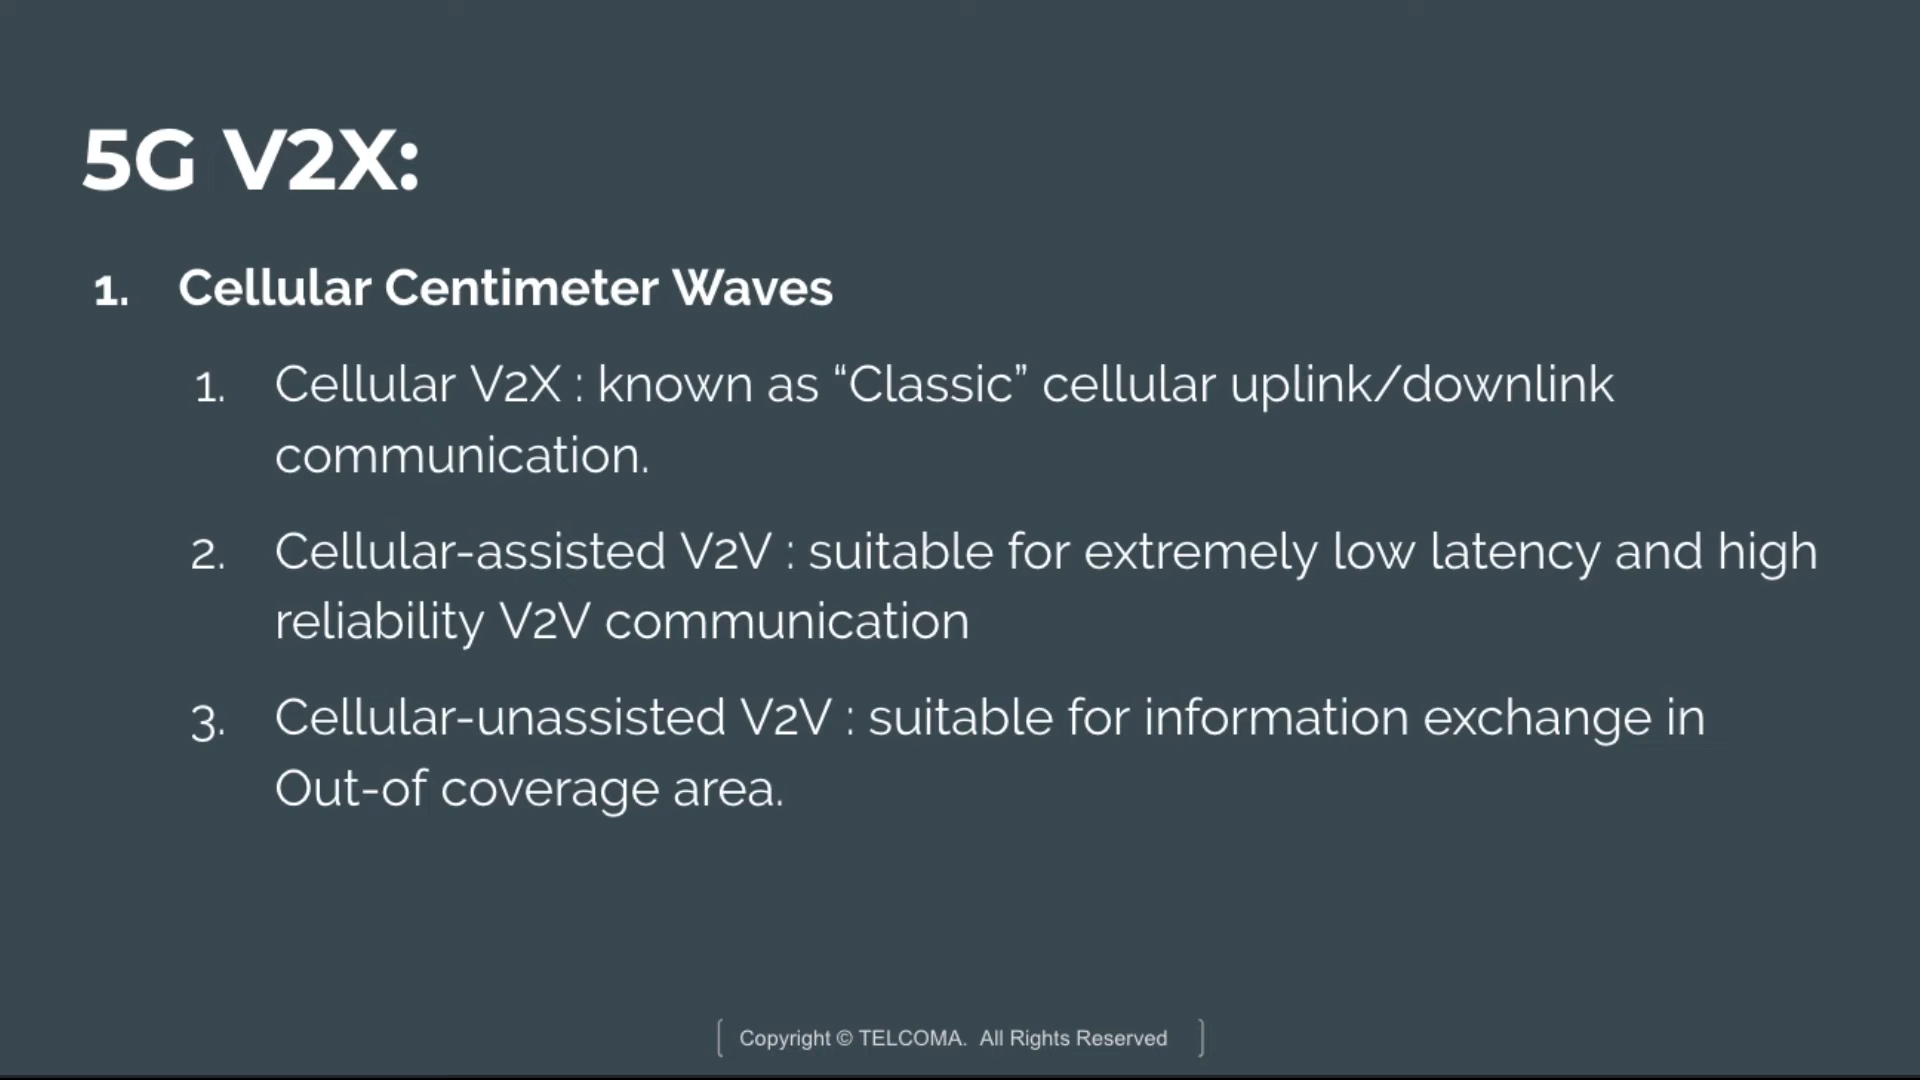 5G V2X:
1. Cellular Centimeter Waves
1. Cellular V2X : known as “Classic” cellular uplink/downlink
communication.
2. Cellular-assisted V2V : suitable for extremely low latency and high
reliability V2V communication
3. Cellular-unassisted V2V : suitable for information exchange in
Out-of coverage area.
Copyright © TELCOMA. All Rights Reserved